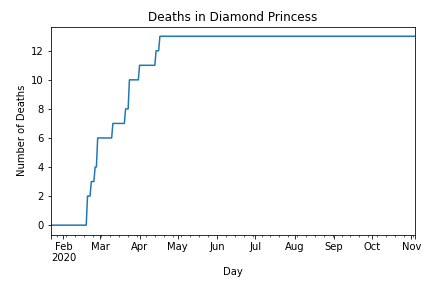 Deaths in Diamond Princess
Number of Deaths
12
10
8
6
4
2
0
Feb Mar Apr May Jun Jul Aug Sep Oct Nov
2020
Day